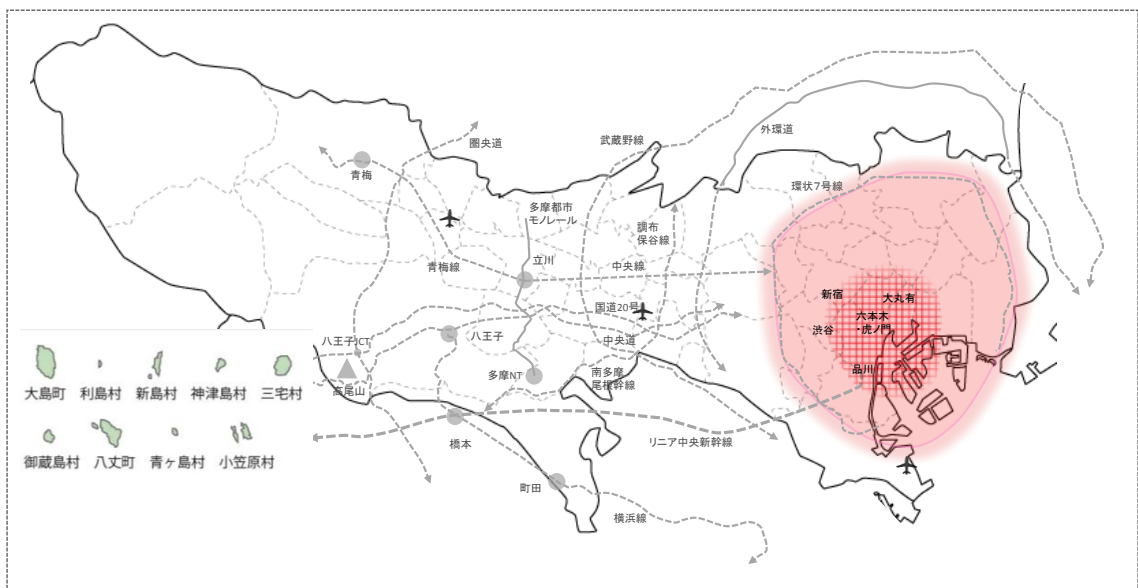 外環道
武蔵野線
圏央道
青梅
環状7号線
多摩都市
モノレール
調布
保谷線
立川
青梅線
中央線
新宿
大丸有
国道20号
六本木
・虎ノ門
渋谷
八王子JCT
八王子
中央道
品川
多摩NT
南多摩
尾根幹線
高尾山
大島町
利島村
新島村
神津島村
三宅村
橋本
リニア中央新幹線
御蔵島村
八丈町
青ヶ島村
小笠原村
町田
横浜線